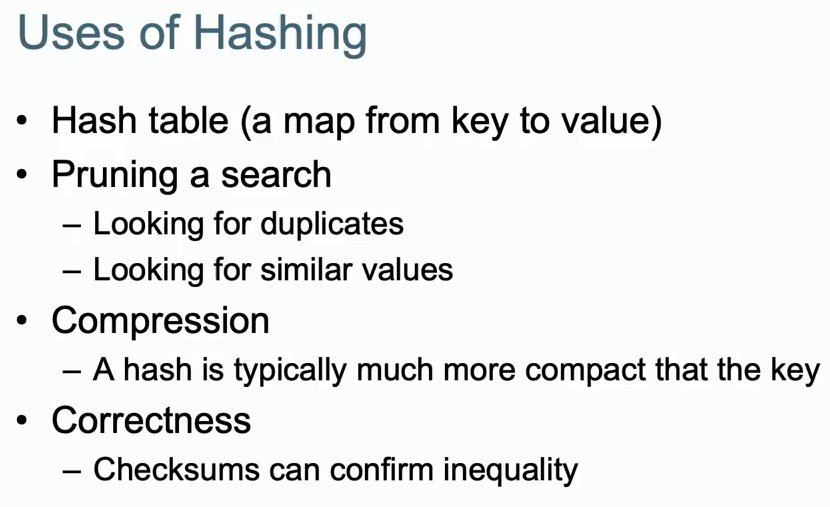 Uses of Hashing
• Hash table (a map from key to value)
• Pruning a search
– Looking for duplicates
– Looking for similar values
• Compression
– A hash is typically much more compact that the key
• Correctness
– Checksums can confirm inequality